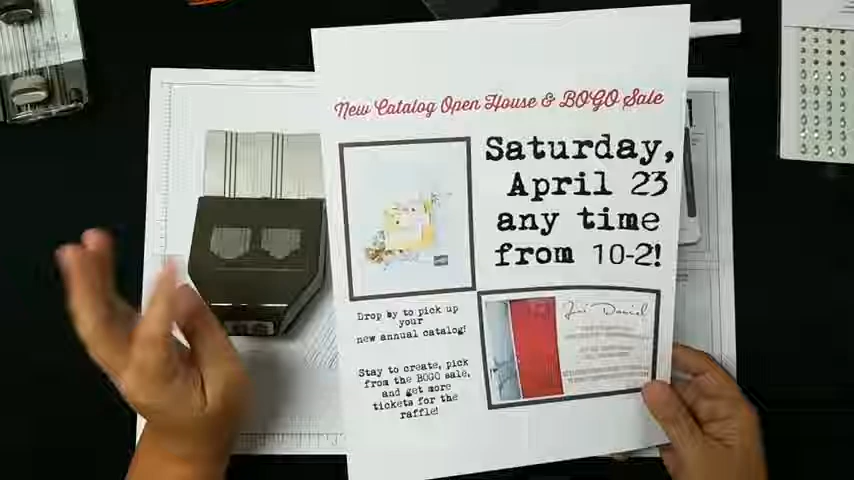 New Catalog Open House & BOGO Sale
Saturday,
April 23
any time
from 10-2!
Drop by to pick up
your
new annual catalog!
Stay to create, pick
from the BOGO sale,
and get more
tickets for the
raffle!